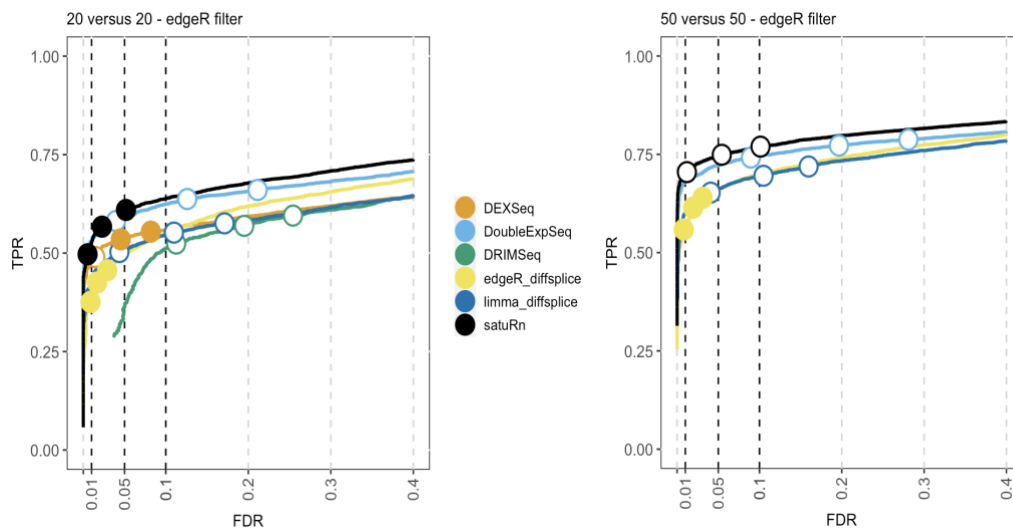 20 versus 20 - edgeR filter
1.00
0.75
0.50
0.25
0.00
TPR
0.01
0.05
0.1
0.2
0.3
0.4
FDR
DEXSeq
DoubleExpSeq
DRIMSeq
edgeR_diffsplice
limma_diffsplice
satuRn
50 versus 50 - edgeR filter
1.00
0.75
0.50
0.25
0.00
TPR
0.01
0.05
0.1
0.2
0.3
0.4
FDR